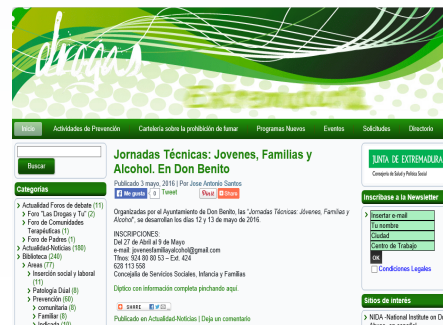 drogas
Inicio Actividades de Prevención Cartelería sobre la prohibición de fumar Programas Nuevos Eventos Solicitudes Directorio
Buscar
Categorías
> Actualidad Foros de debate (11)
> Foro "Las Drogas y Tu" (2)
> Foro de Comunidades
Terapéuticas (1)
> Foro de Padres (1)
> Actualidad-Noticias (180)
> Biblioteca (240)
> Areas (77)
> Inserción social y laboral
(11)
> Patología Dúal (8)
> Prevención (60)
> comunitaria (8)
> Familiar (8)
> Indicada (10)
Jornadas Técnicas: Jovenes, Familias y
Alcohol. En Don Benito
Publicado 3 mayo, 2016 | Por Jose Antonio Santos
Me gusta 0 Tweet Pinit Share
Organizadas por el Ayuntamiento de Don Benito, las "Jornadas Técnicas: Jóvenes, Familias y
Alcohol", se desarrollan los días 12 y 13 de mayo de 2016.
INSCRIPCIONES:
Del 27 de Abril al 9 de Mayo
e-mail: jovenesfamiliayalcohol@gmail.com
Tfnos: 924 80 80 53 – Ext. 424
628 113 558
Concejalía de Servicios Sociales, Infancia y Familias
Díptico con información completa pinchando aquí.
SHARE
Publicado en Actualidad-Noticias | Deja un comentario
JUNTA DE EXTREMADURA
Consejería de Salud y Política Social
Inscríbase a la Newsletter
> Insertar e-mail
Tu nombre
Ciudad
Centro de Trabajo
OK
Condiciones Legales
Sitios de interés
> NIDA -National Institute on D